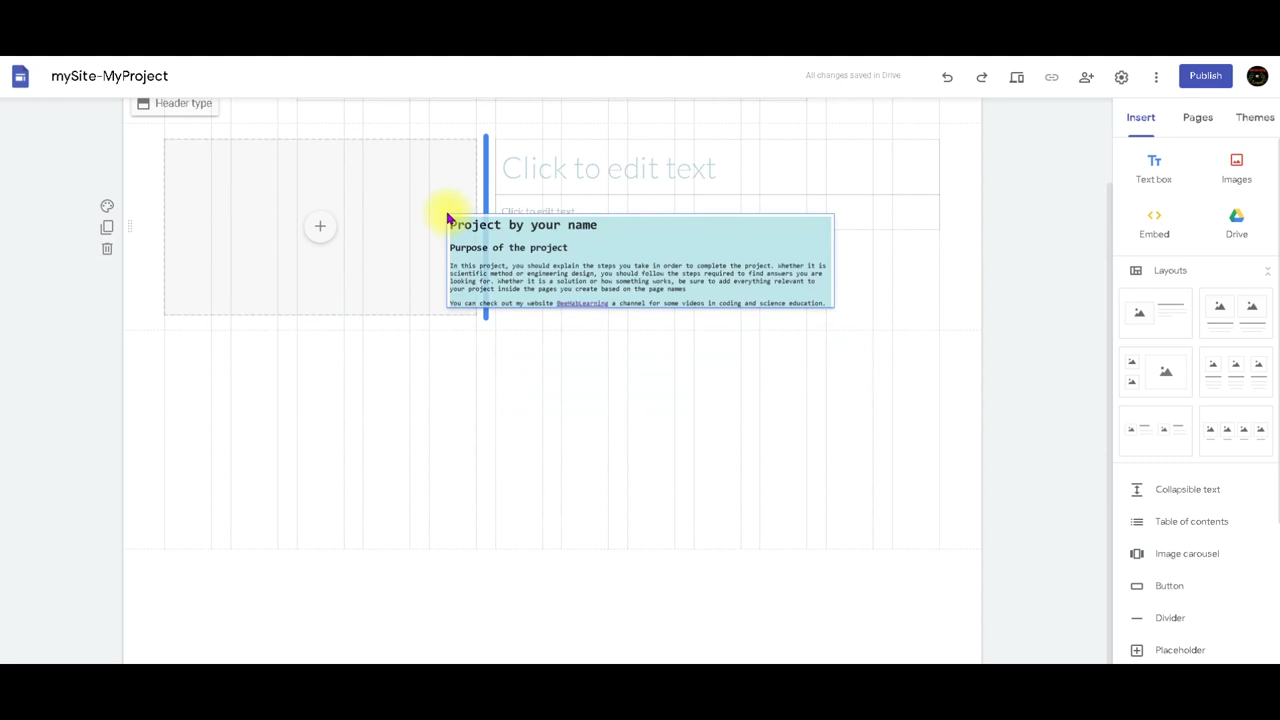 mySite-MyProject
All changes saved in Drive
Publish
Header type
Insert
Pages
Themes
Click to edit text
Click to edit text
Project by your name
Purpose of the project
In this project, you should explain the steps you take in order to complete the project. Whether it is
scientific method or engineering design, you should follow the steps required to find answers you are
looking for. Whether it is a solution or how something works, be sure to add everything relevant to
your project inside the pages you create based on the page names
You can check out my website BeeHabLearning a channel for some videos in coding and science education.
Tt
Text box
Images
Embed
Drive
Layouts
Collapsible text
Table of contents
Image carousel
Button
Divider
Placeholder